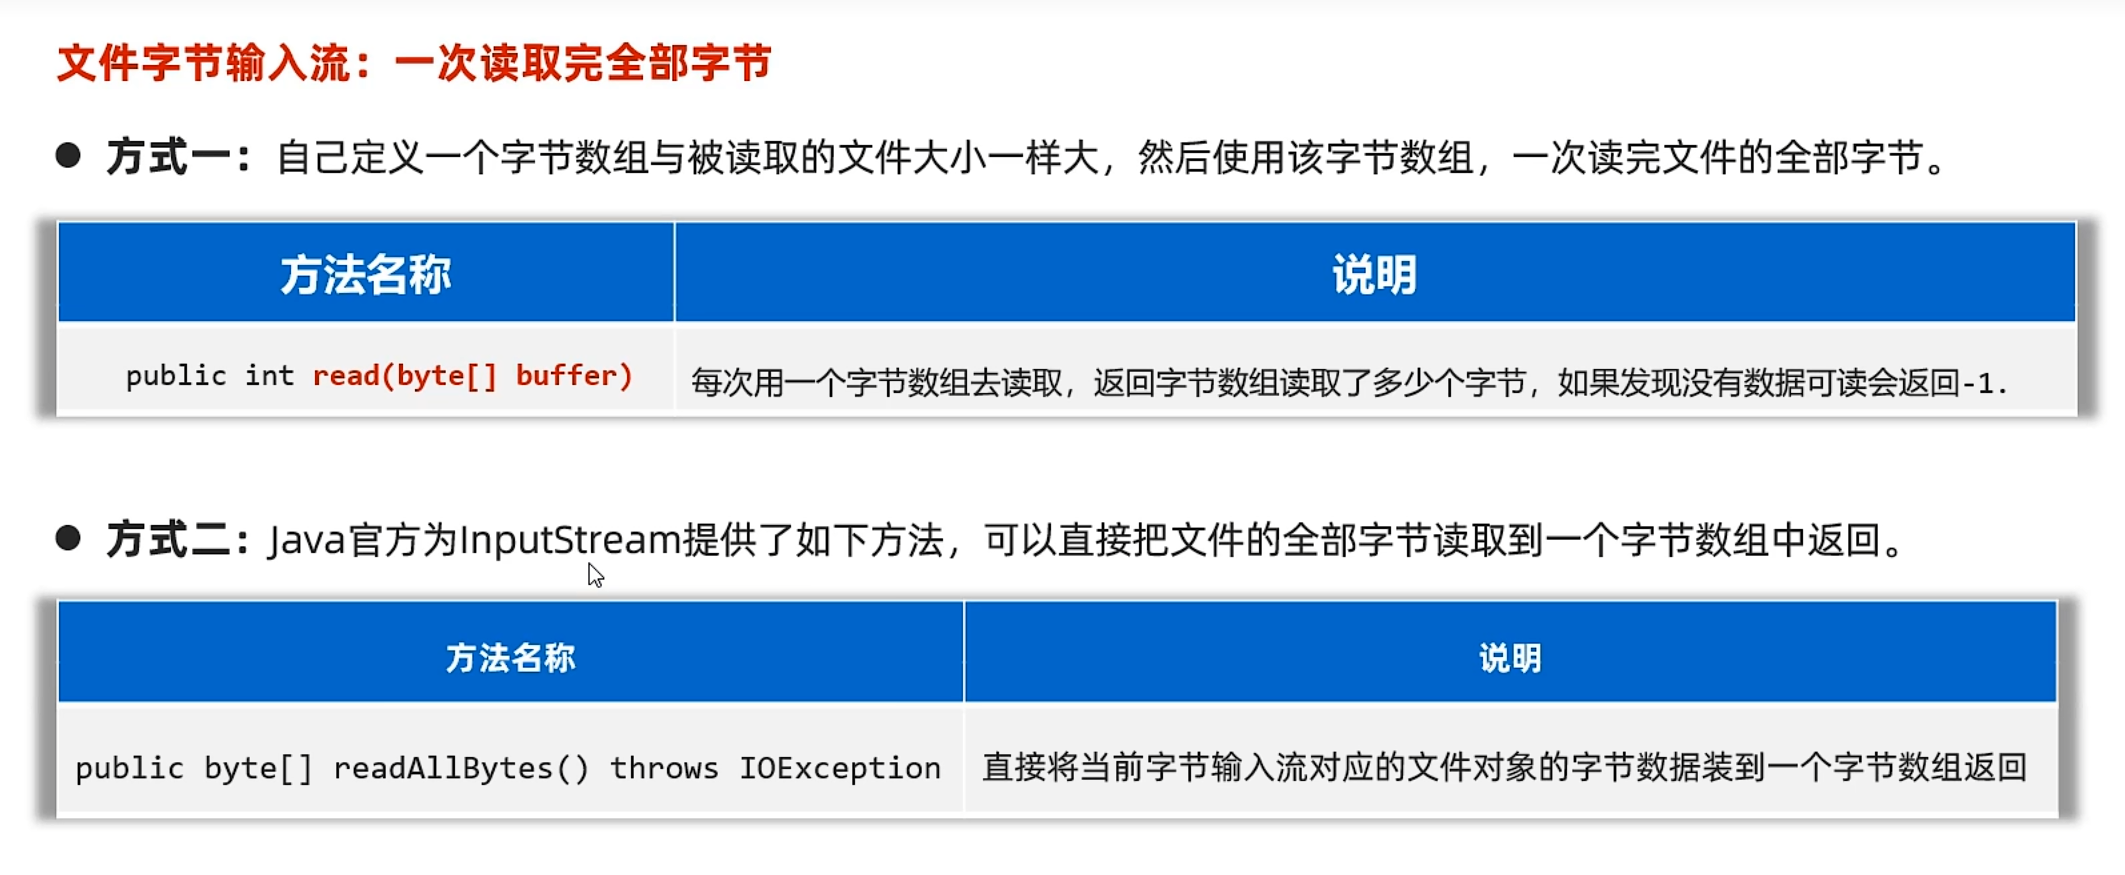 文件字节输入流：一次读取完全部字节
● 方式一：自己定义一个字节数组与被读取的文件大小一样大，然后使用该字节数组，一次读完文件的全部字节。
方法名称 说明
public int read(byte[] buffer) 每次用一个字节数组去读取，返回字节数组读取了多少个字节，如果发现没有数据可读会返回-1.
● 方式二：Java官方为InputStream提供了如下方法，可以直接把文件的全部字节读取到一个字节数组中返回。
方法名称 说明
public byte[] readAllBytes() throws IOException 直接将当前字节输入流对应的文件对象的字节数据装到一个字节数组返回